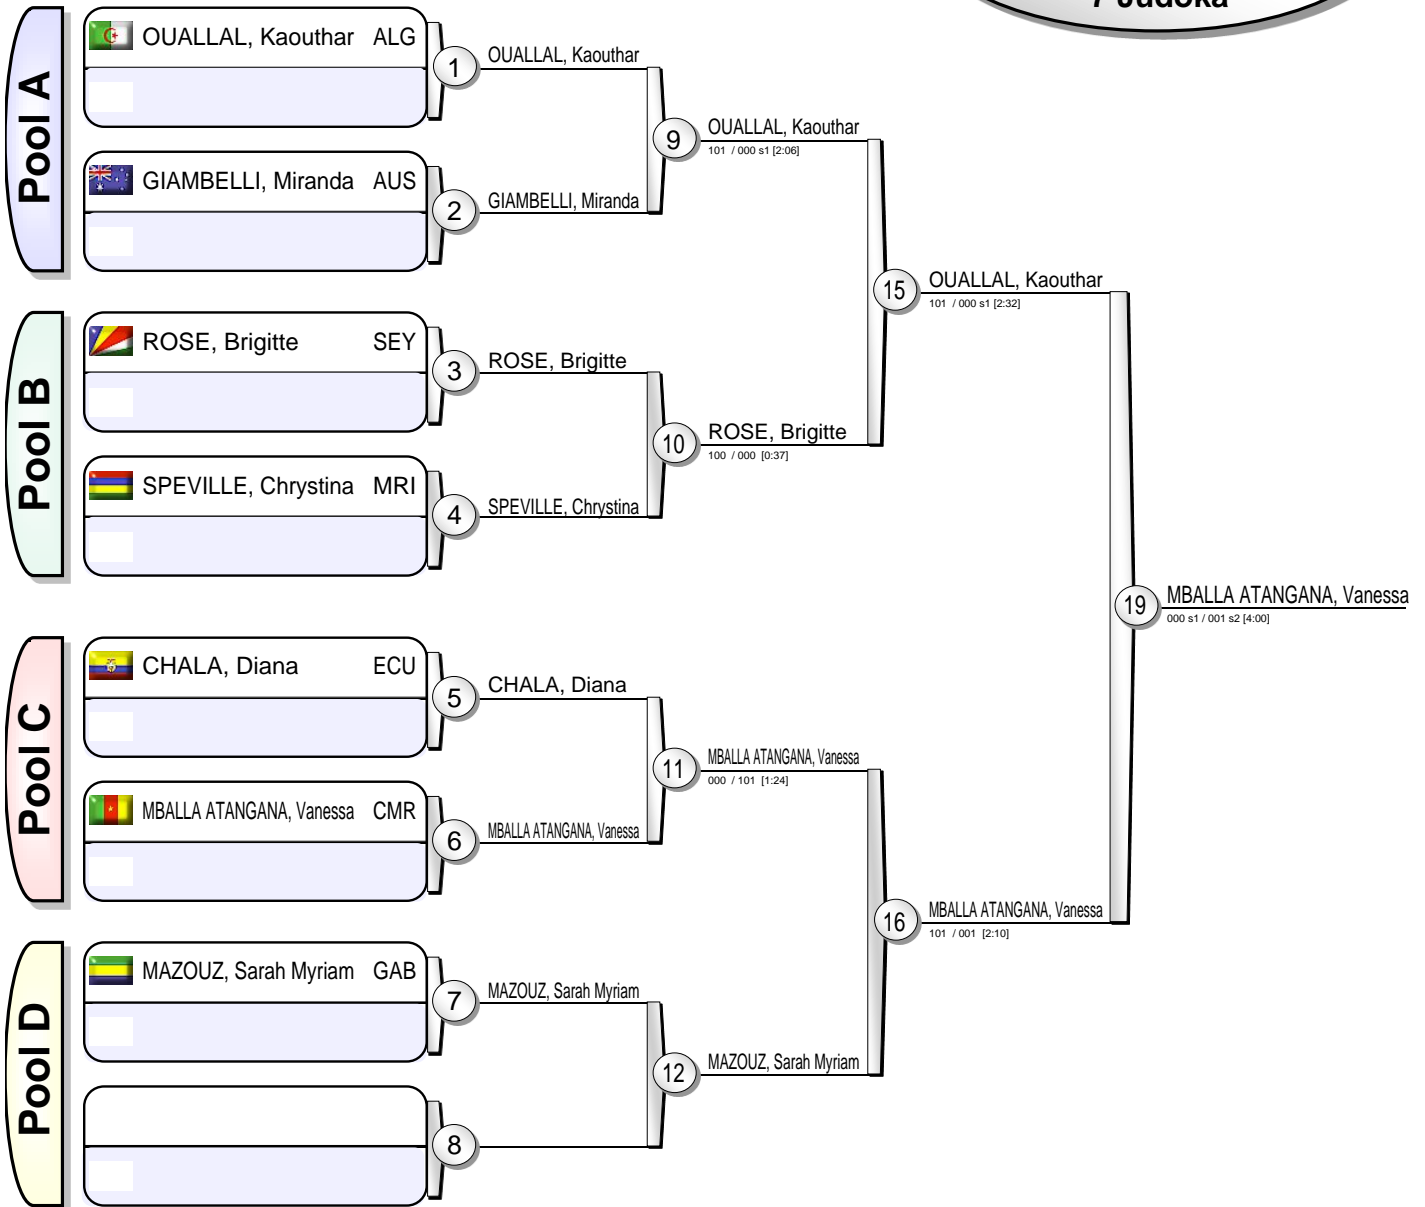 7 Judoka
Pool A
OUALLAL, Kaouthar ALG
1
OUALLAL, Kaouthar
GIAMBELLI, Miranda AUS
2
GIAMBELLI, Miranda
9
OUALLAL, Kaouthar
101 / 000 s1 [2:06]
Pool B
ROSE, Brigitte SEY
3
ROSE, Brigitte
SPEVILLE, Chrystina MRI
4
SPEVILLE, Chrystina
10
ROSE, Brigitte
100 / 000 [0:37]
15
OUALLAL, Kaouthar
101 / 000 s1 [2:32]
Pool C
CHALA, Diana ECU
5
CHALA, Diana
MBALLA ATANGANA, Vanessa CMR
6
MBALLA ATANGANA, Vanessa
11
MBALLA ATANGANA, Vanessa
000 / 101 [1:24]
Pool D
MAZOUZ, Sarah Myriam GAB
7
MAZOUZ, Sarah Myriam
8
12
MAZOUZ, Sarah Myriam
16
MBALLA ATANGANA, Vanessa
101 / 001 [2:10]
19
MBALLA ATANGANA, Vanessa
000 s1 / 001 s2 [4:00]